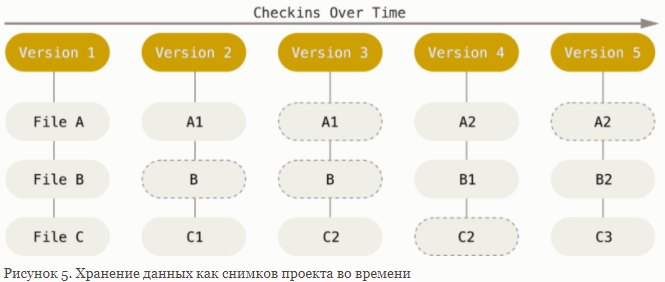 Checkins Over Time
Version 1 Version 2 Version 3 Version 4 Version 5
File A A1 A1 A2 A2
File B B B B1 B2
File C C1 C2 C2 C3
Рисунок 5. Хранение данных как снимков проекта во времени